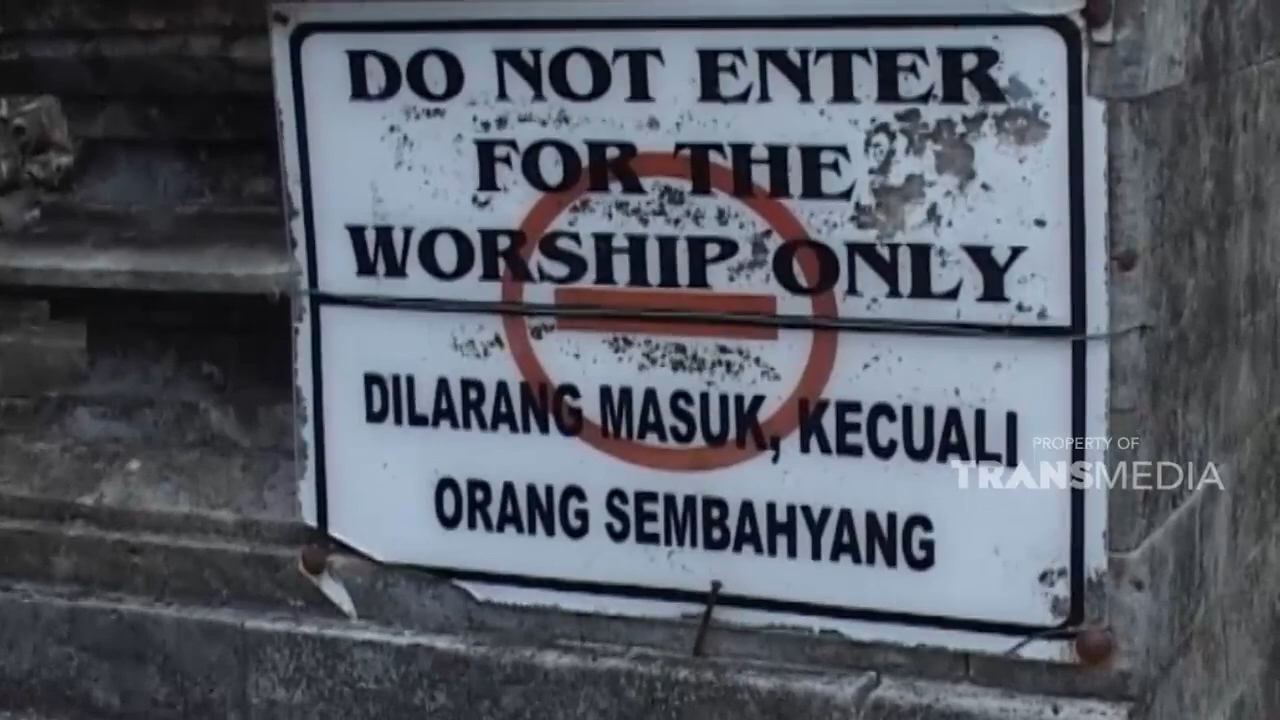 DO NOT ENTER
FOR THE
WORSHIP ONLY
DILARANG MASUK, KECUALI
ORANG SEMBAHYANG
PROPERTY OF
TRANSMEDIA